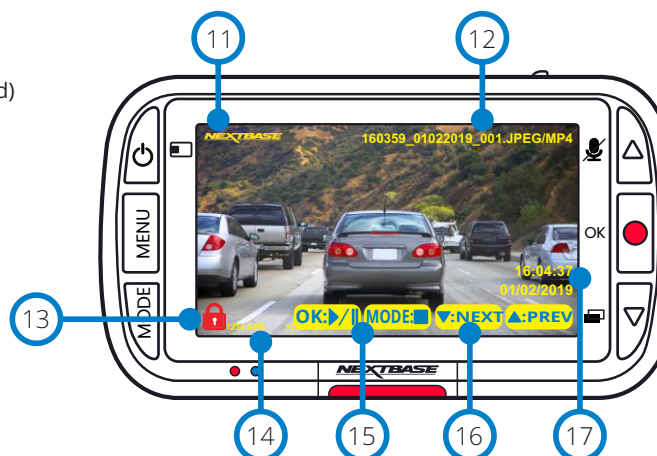 11
12
d)
NEXTBASE
160359_01022019_001.JPEG/MP4
MENU
OK
16:04:37
01/02/2019
MODE
13
OK:▶/II
MODE:■
▼:NEXT
▲:PREV
NEXTBASE
14
15
16
17